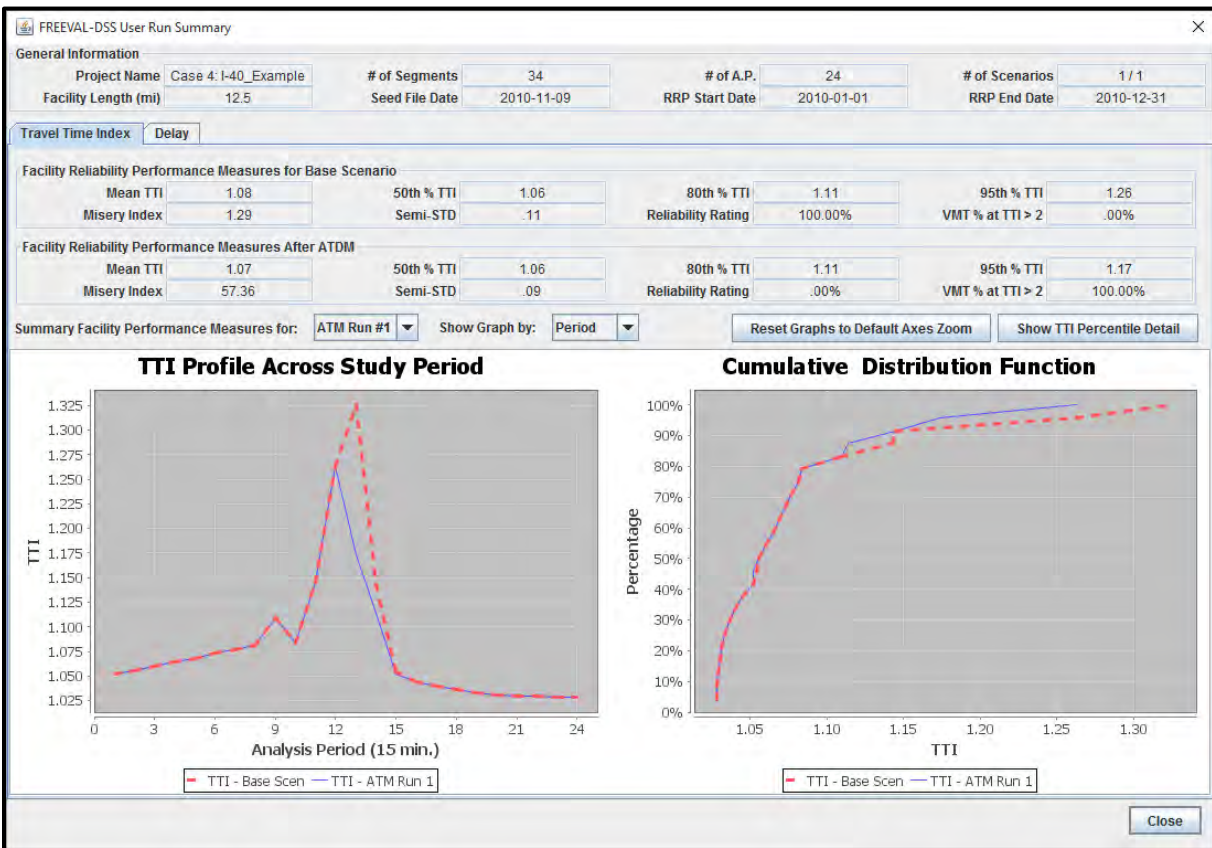 FREEVAL-DSS User Run Summary
General Information
Project Name Case 4: I-40_Example # of Segments 34 # of A.P. 24 # of Scenarios 1 / 1
Facility Length (mi) 12.5 Seed File Date 2010-11-09 RRP Start Date 2010-01-01 RRP End Date 2010-12-31
Travel Time Index Delay
Facility Reliability Performance Measures for Base Scenario
Mean TTI 1.08 50th % TTI 1.06 80th % TTI 1.11 95th % TTI 1.26
Misery Index 1.29 Semi-STD .11 Reliability Rating 100.00% VMT % at TTI > 2 .00%
Facility Reliability Performance Measures After ATDM
Mean TTI 1.07 50th % TTI 1.06 80th % TTI 1.11 95th % TTI 1.17
Misery Index 57.36 Semi-STD .09 Reliability Rating .00% VMT % at TTI > 2 100.00%
Summary Facility Performance Measures for: ATM Run #1 Show Graph by: Period Reset Graphs to Default Axes Zoom Show TTI Percentile Detail
TTI Profile Across Study Period
1.325
1.300
1.275
1.250
1.225
1.200
1.175
1.150
1.125
1.100
1.075
1.050
1.025
TTI
0 3 6 9 12 15 18 21 24
Analysis Period (15 min.)
TTI - Base Scen TTI - ATM Run 1
Cumulative Distribution Function
100%
90%
80%
70%
60%
50%
40%
30%
20%
10%
0%
Percentage
1.05 1.10 1.15 1.20 1.25 1.30
TTI
TTI - Base Scen TTI - ATM Run 1
Close